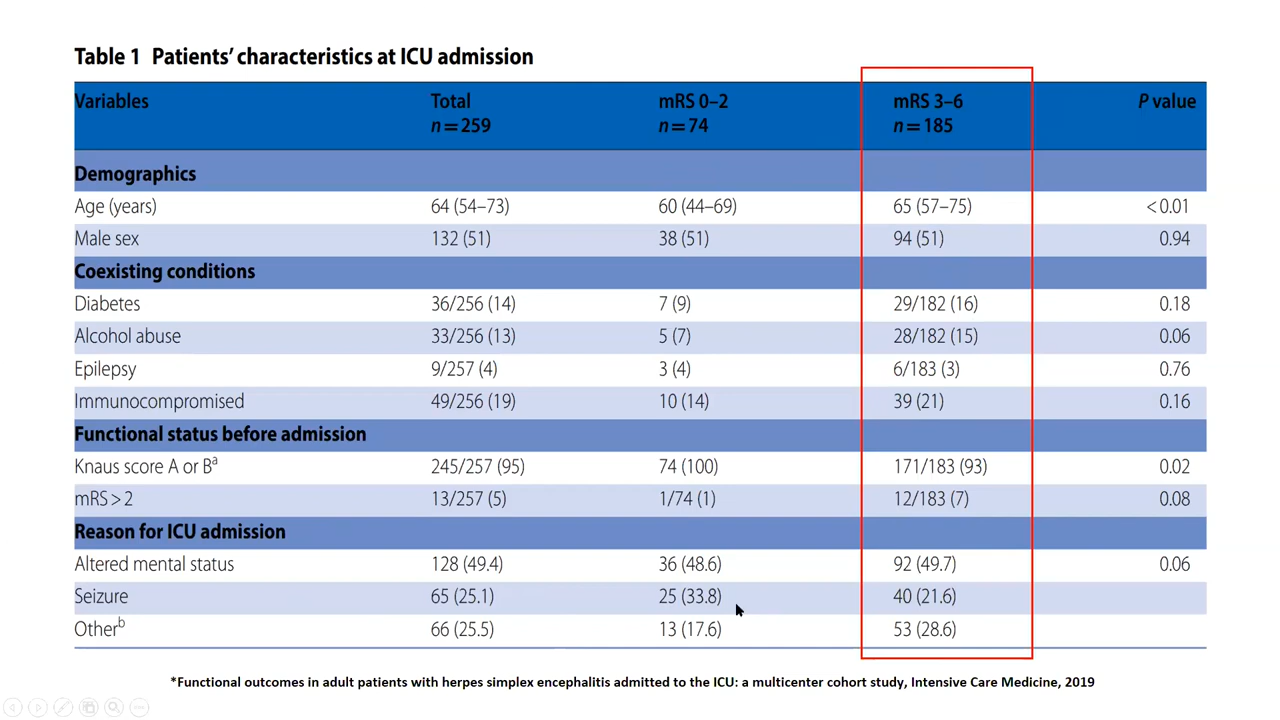 Table 1 Patients' characteristics at ICU admission
Variables Total mRS 0–2 mRS 3–6 P value
n = 259 n = 74 n = 185
Demographics
Age (years) 64 (54–73) 60 (44–69) 65 (57–75) < 0.01
Male sex 132 (51) 38 (51) 94 (51) 0.94
Coexisting conditions
Diabetes 36/256 (14) 7 (9) 29/182 (16) 0.18
Alcohol abuse 33/256 (13) 5 (7) 28/182 (15) 0.06
Epilepsy 9/257 (4) 3 (4) 6/183 (3) 0.76
Immunocompromised 49/256 (19) 10 (14) 39 (21) 0.16
Functional status before admission
Knaus score A or Bᵃ 245/257 (95) 74 (100) 171/183 (93) 0.02
mRS > 2 13/257 (5) 1/74 (1) 12/183 (7) 0.08
Reason for ICU admission
Altered mental status 128 (49.4) 36 (48.6) 92 (49.7) 0.06
Seizure 65 (25.1) 25 (33.8) 40 (21.6)
Otherᵇ 66 (25.5) 13 (17.6) 53 (28.6)
*Functional outcomes in adult patients with herpes simplex encephalitis admitted to the ICU: a multicenter cohort study, Intensive Care Medicine, 2019